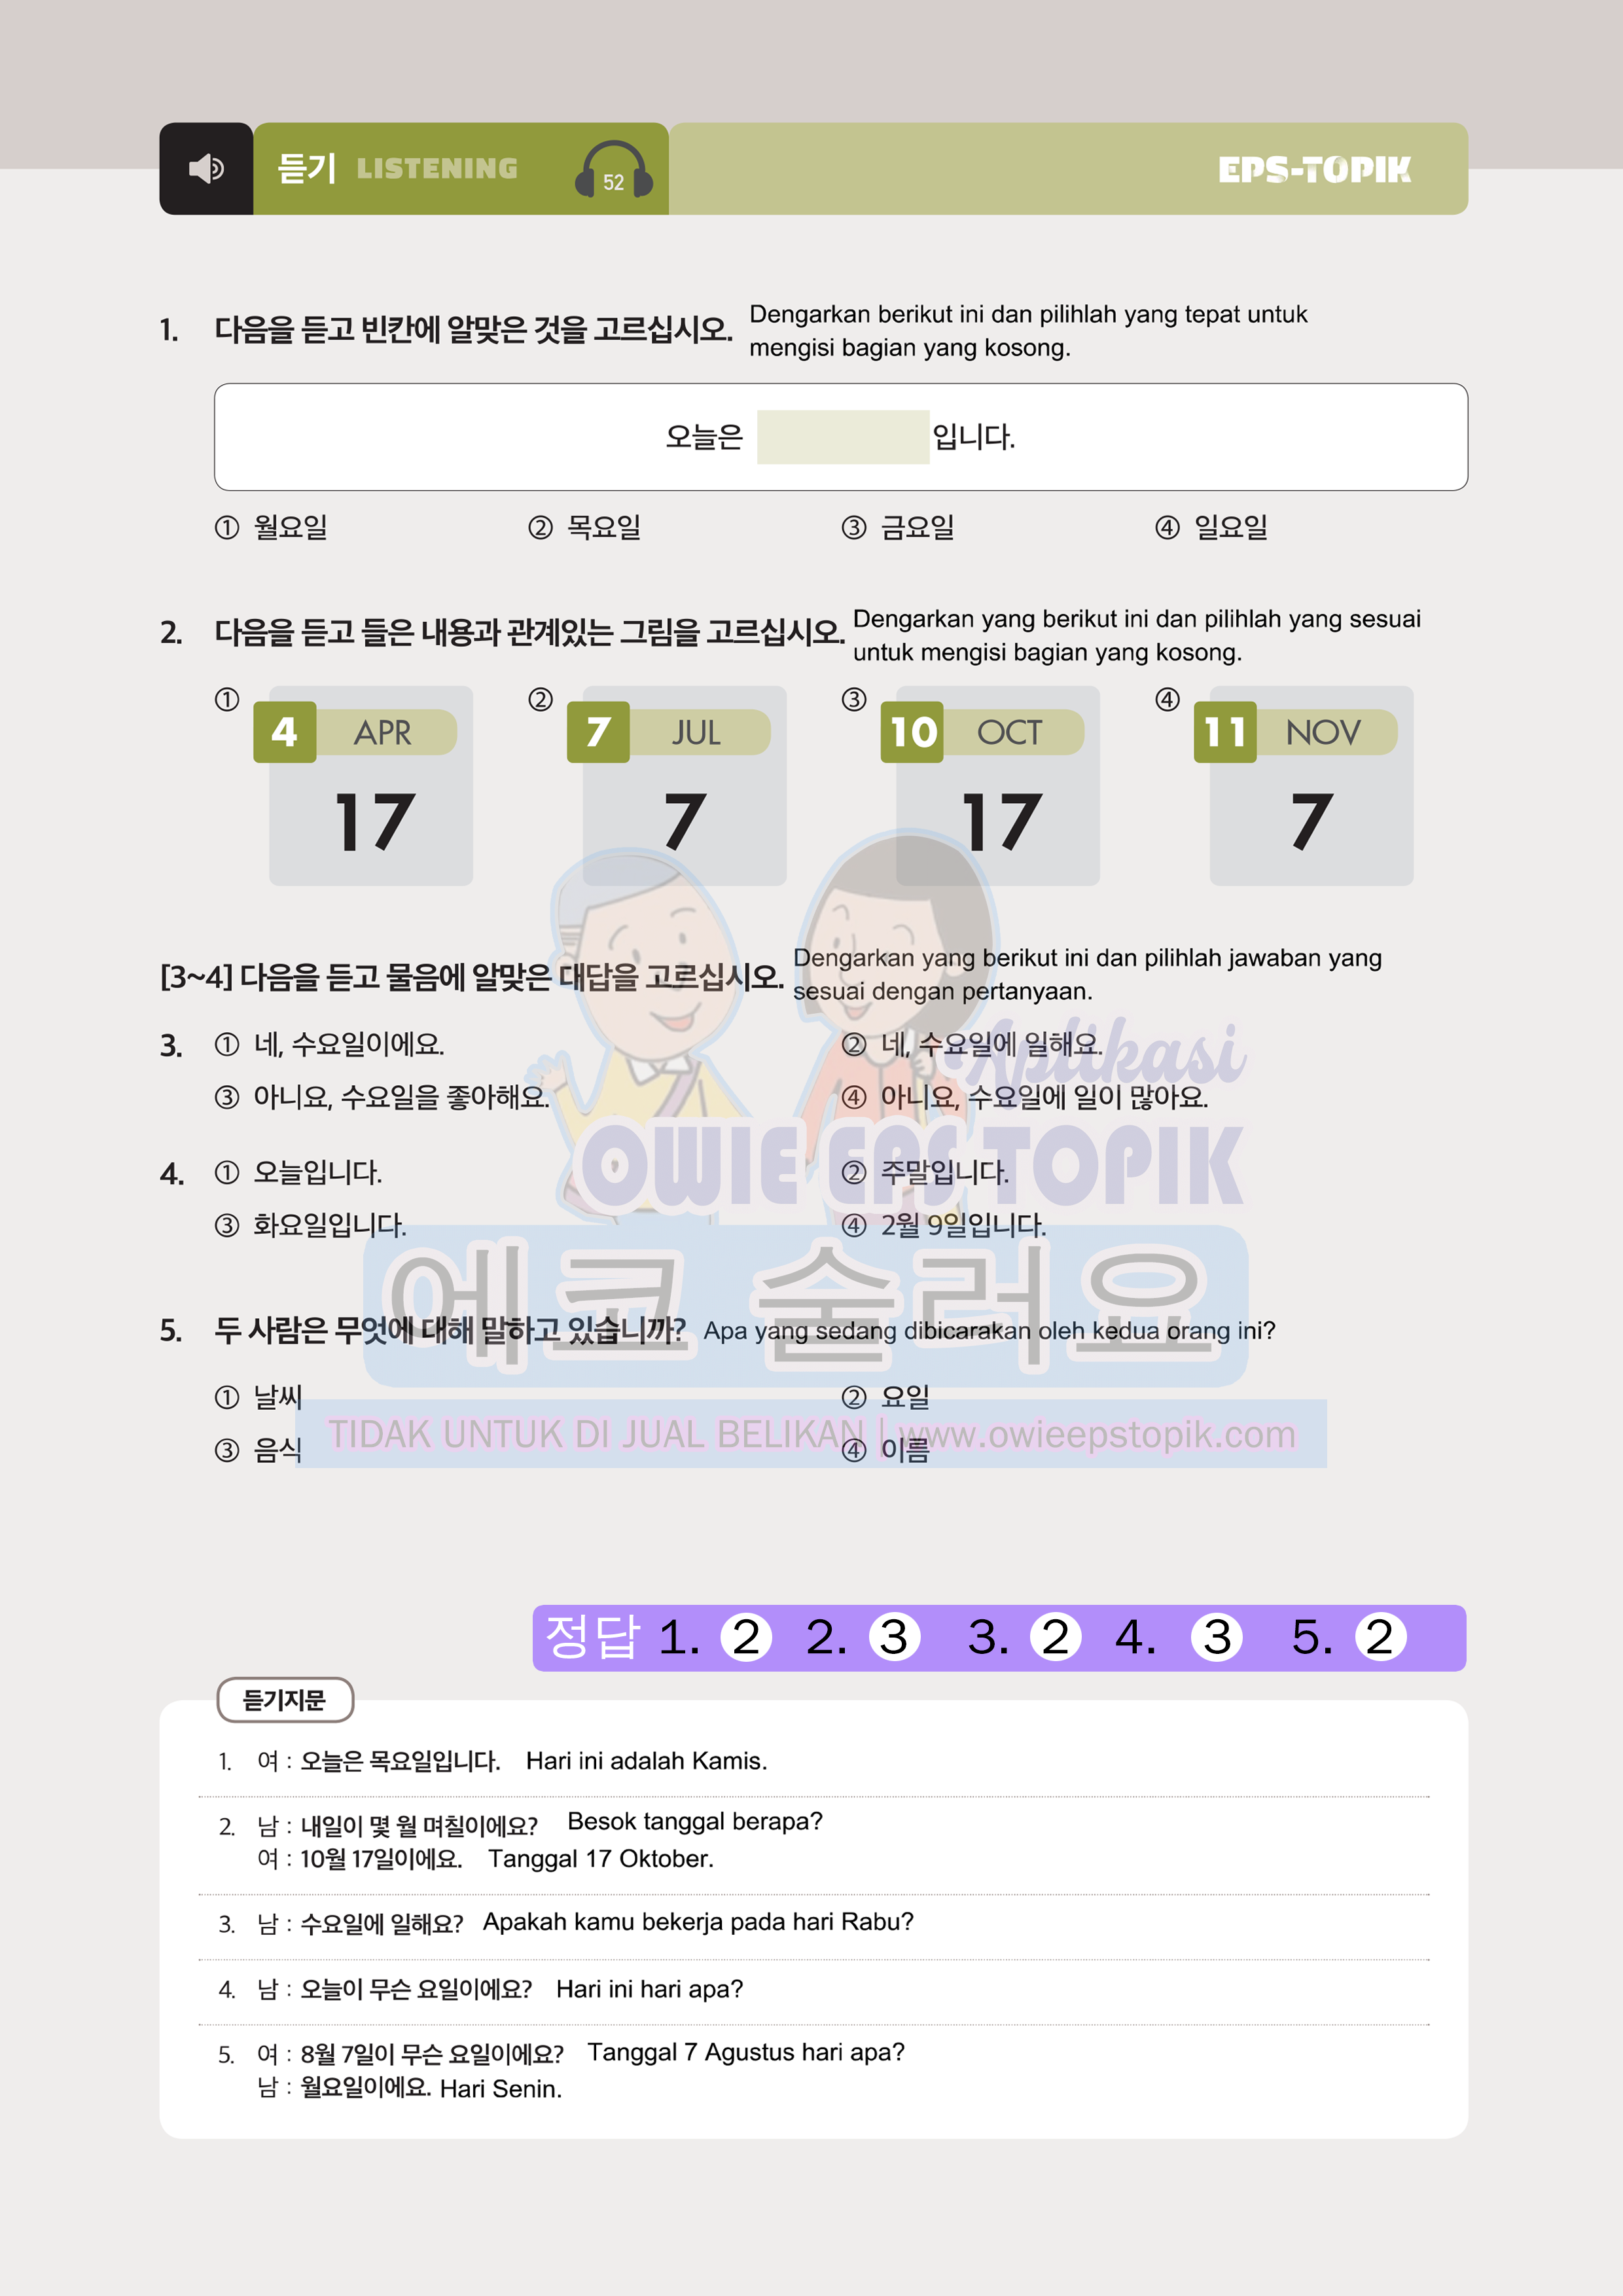 듣기 LISTENING 52 EPS-TOPIK
1. 다음을 듣고 빈칸에 알맞은 것을 고르십시오. Dengarkan berikut ini dan pilihlah yang tepat untuk
mengisi bagian yang kosong.
오늘은 입니다.
① 월요일 ② 목요일 ③ 금요일 ④ 일요일
2. 다음을 듣고 들은 내용과 관계있는 그림을 고르십시오. Dengarkan yang berikut ini dan pilihlah yang sesuai
untuk mengisi bagian yang kosong.
① ② ③ ④
4 APR 7 JUL 10 OCT 11 NOV
17 7 17 7
[3~4] 다음을 듣고 물음에 알맞은 대답을 고르십시오. Dengarkan yang berikut ini dan pilihlah jawaban yang
sesuai dengan pertanyaan.
3. ① 네, 수요일이에요. ② 네, 수요일에 일해요.
③ 아니요, 수요일을 좋아해요. ④ 아니요, 수요일에 일이 많아요.
Aplikasi
OWIE EPS TOPIK
4. ① 오늘입니다. ② 주말입니다.
③ 화요일입니다. ④ 2월 9일입니다.
에코 술러요
5. 두 사람은 무엇에 대해 말하고 있습니까? Apa yang sedang dibicarakan oleh kedua orang ini?
① 날씨 ② 요일
TIDAK UNTUK DI JUAL BELIKAN | www.owieepstopik.com
③ 음식 ④ 이름
정답 1. 2 2. 3 3. 2 4. 3 5. 2
듣기지문
1. 여 : 오늘은 목요일입니다. Hari ini adalah Kamis.
2. 남 : 내일이 몇 월 며칠이에요? Besok tanggal berapa?
여 : 10월 17일이에요. Tanggal 17 Oktober.
3. 남 : 수요일에 일해요? Apakah kamu bekerja pada hari Rabu?
4. 남 : 오늘이 무슨 요일이에요? Hari ini hari apa?
5. 여 : 8월 7일이 무슨 요일이에요? Tanggal 7 Agustus hari apa?
남 : 월요일이에요. Hari Senin.